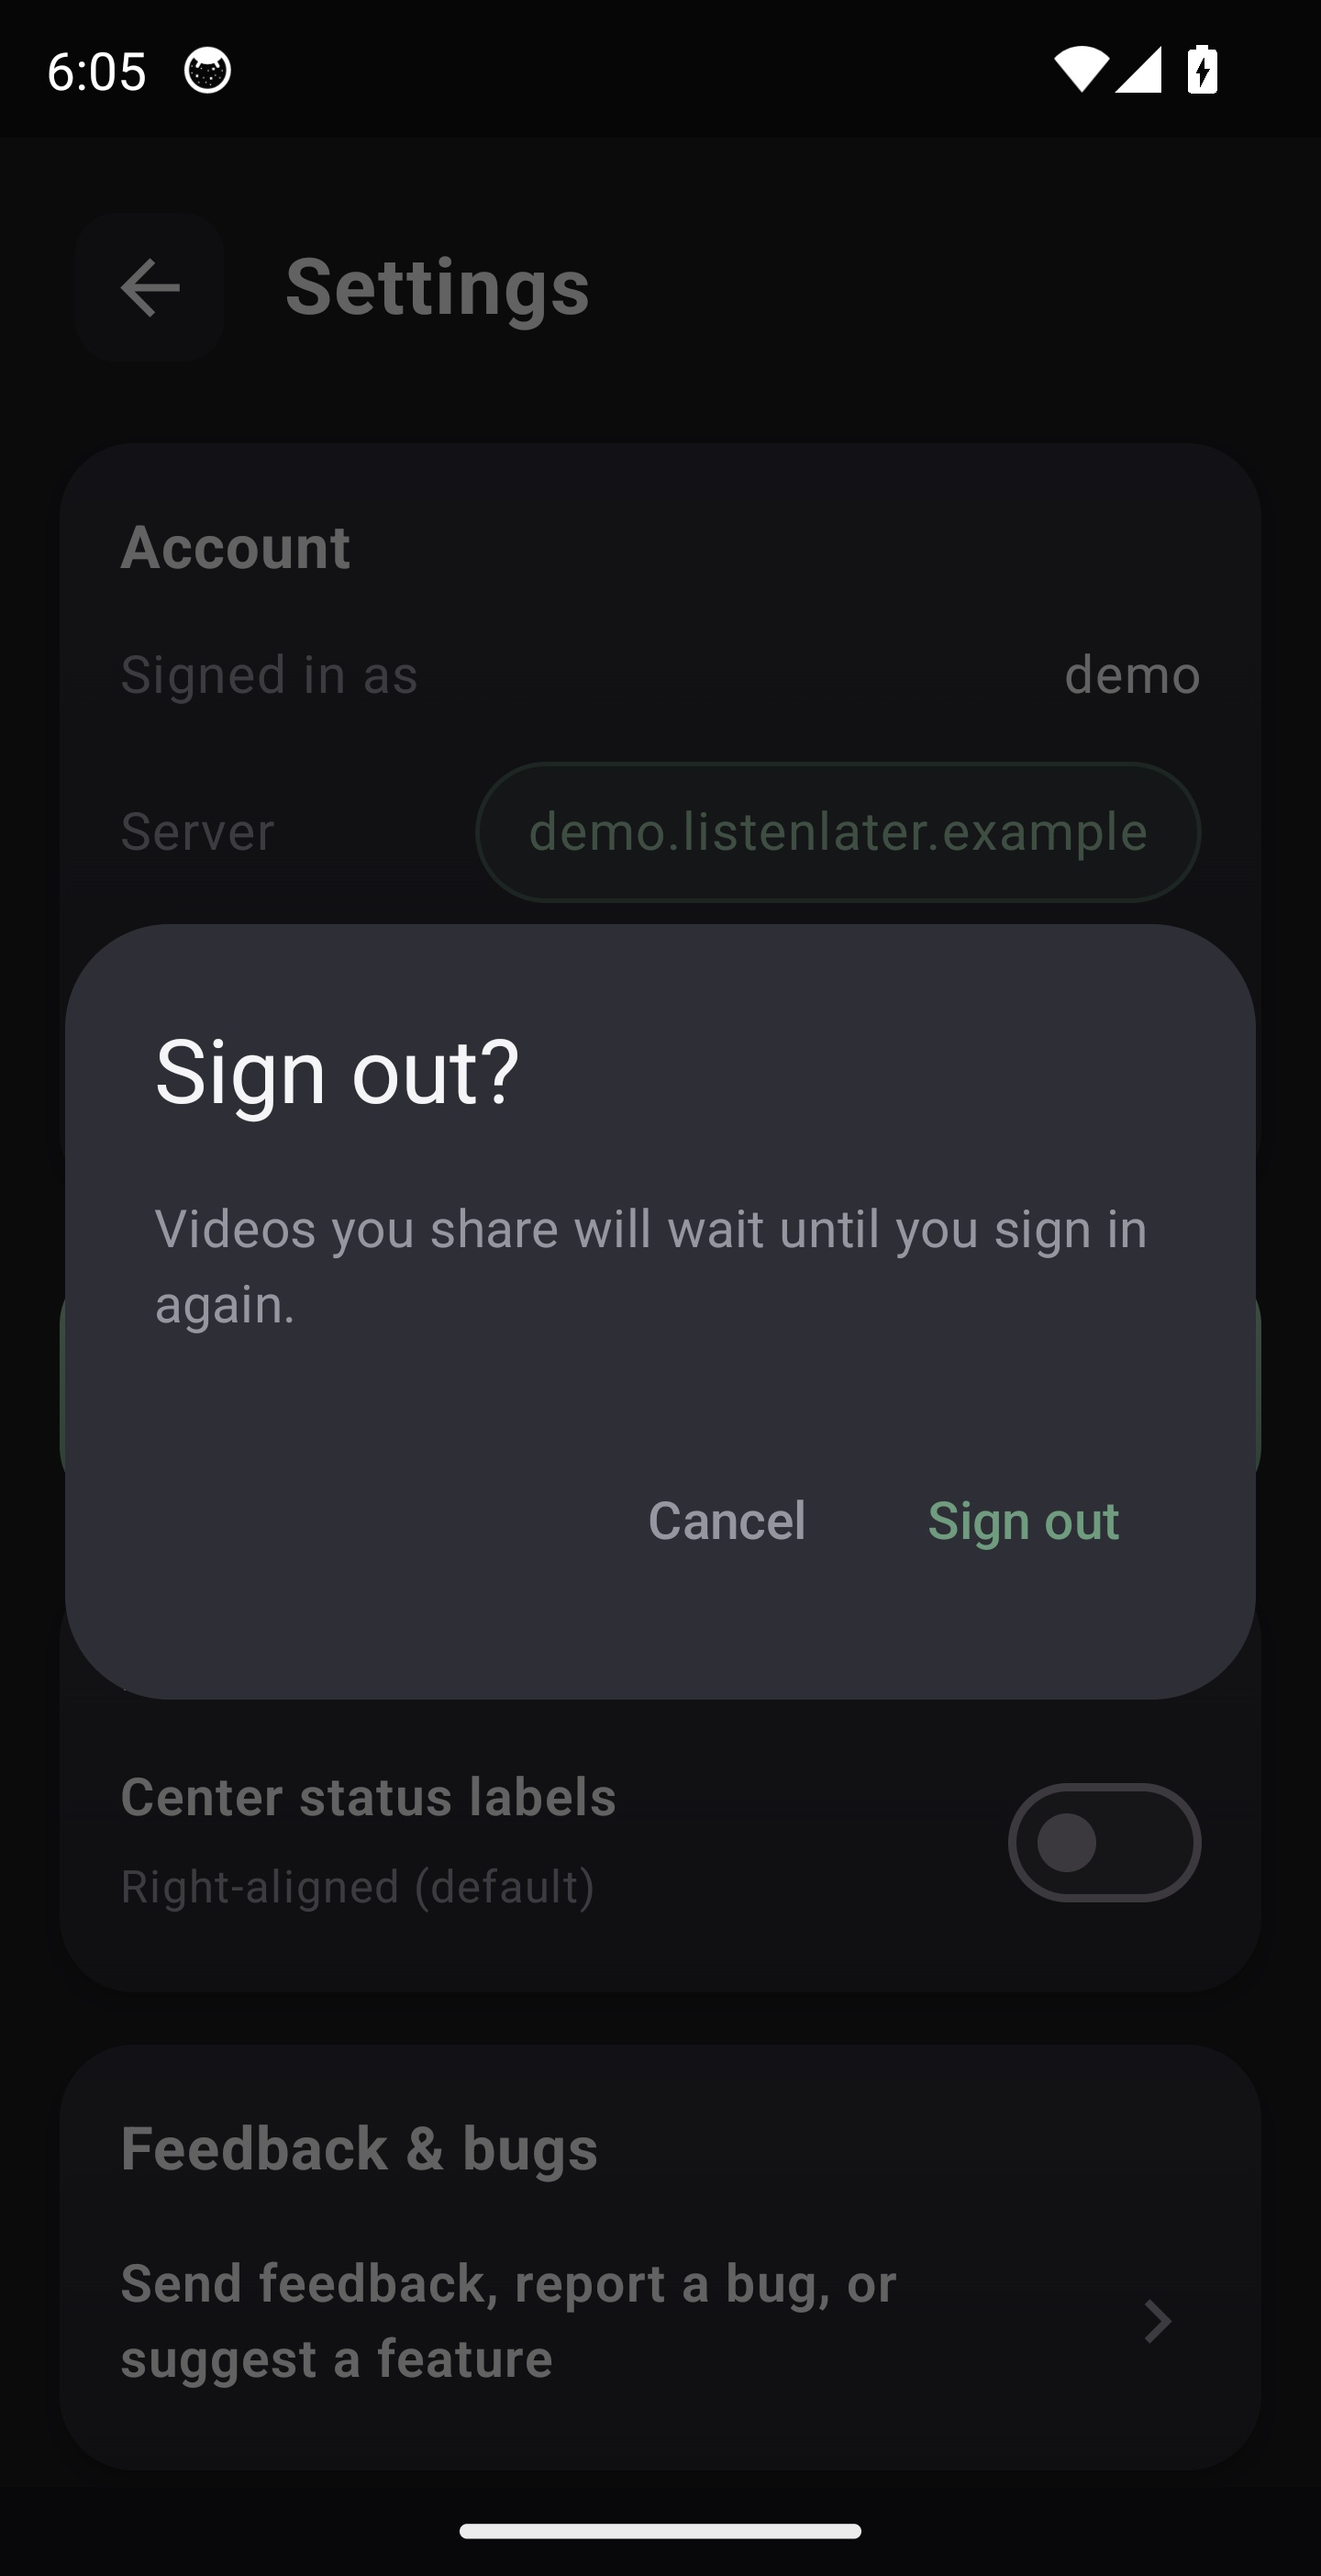 6:05
Settings
Account
Signed in as
demo
Server
demo.listenlater.example
Sign out?
Videos you share will wait until you sign in
again.
Cancel
Sign out
Center status labels
Right-aligned (default)
Feedback & bugs
Send feedback, report a bug, or
suggest a feature